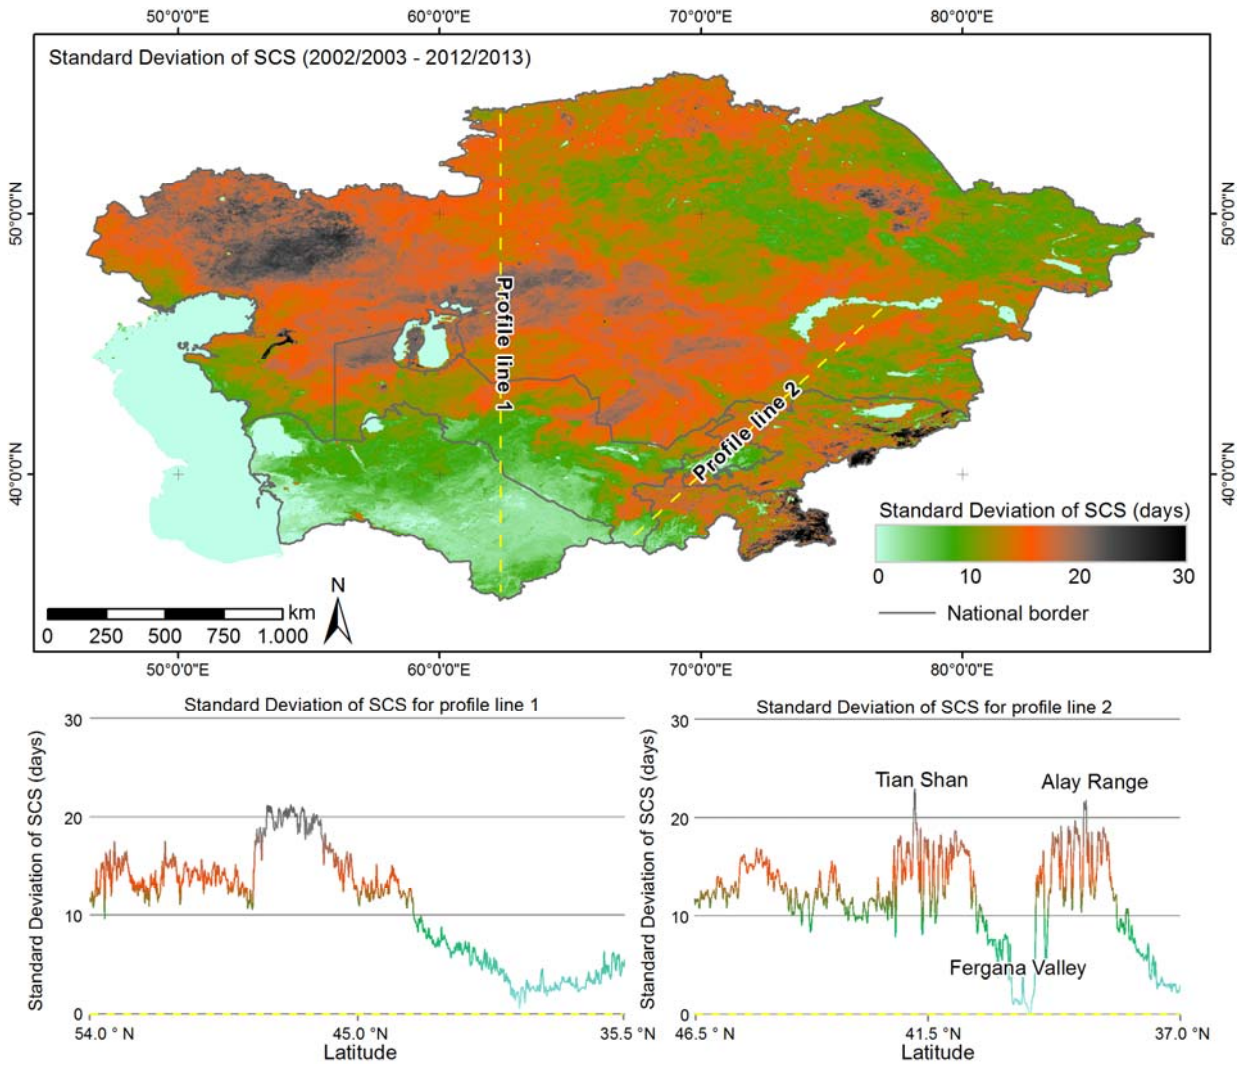 50°0'0"E 60°0'0"E 70°0'0"E 80°0'0"E
Standard Deviation of SCS (2002/2003 - 2012/2013)
50°0'0"N
50°0'0"N
Profile line 1
Profile line 2
40°0'0"N
40°0'0"N
Standard Deviation of SCS (days)
0 10 20 30
National border
N
km
0 250 500 750 1.000
50°0'0"E 60°0'0"E 70°0'0"E 80°0'0"E
Standard Deviation of SCS for profile line 1
Standard Deviation of SCS (days)
30
20
10
0
54.0 ° N 45.0 ° N 35.5 ° N
Latitude
Standard Deviation of SCS for profile line 2
Standard Deviation of SCS (days)
30
Tian Shan Alay Range
20
10
Fergana Valley
0
46.5 ° N 41.5 ° N 37.0 ° N
Latitude